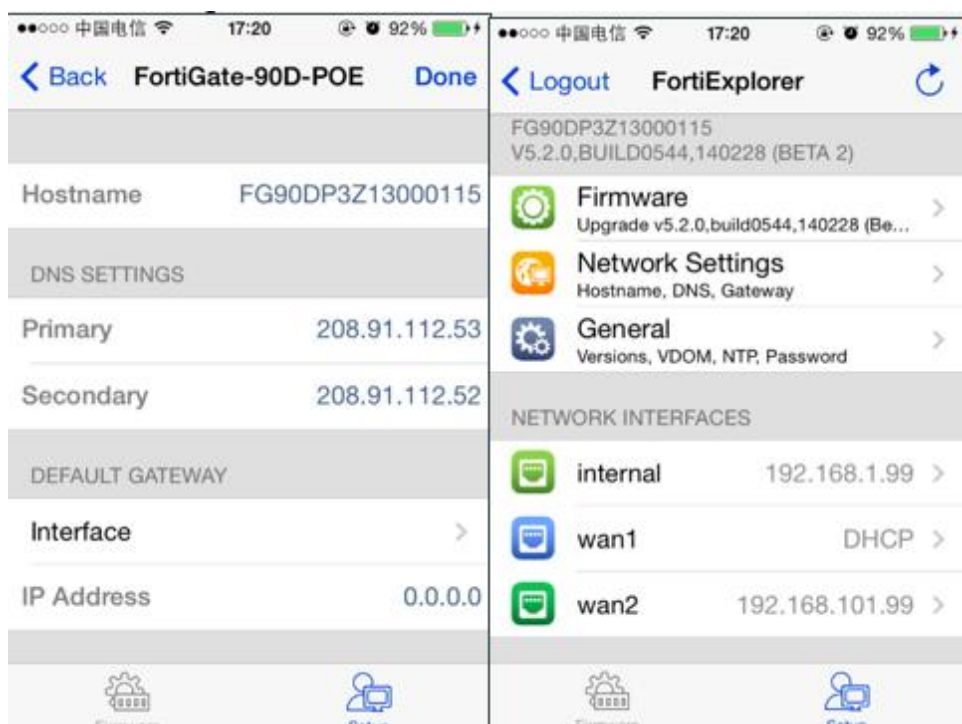 中国电信 17:20 92%
Back FortiGate-90D-POE Done
Hostname FG90DP3Z13000115
DNS SETTINGS
Primary 208.91.112.53
Secondary 208.91.112.52
DEFAULT GATEWAY
Interface
IP Address 0.0.0.0
中国电信 17:20 92%
Logout FortiExplorer
FG90DP3Z13000115
V5.2.0,BUILD0544,140228 (BETA 2)
Firmware
Upgrade v5.2.0,build0544,140228 (Be...
Network Settings
Hostname, DNS, Gateway
General
Versions, VDOM, NTP, Password
NETWORK INTERFACES
internal 192.168.1.99
wan1 DHCP
wan2 192.168.101.99